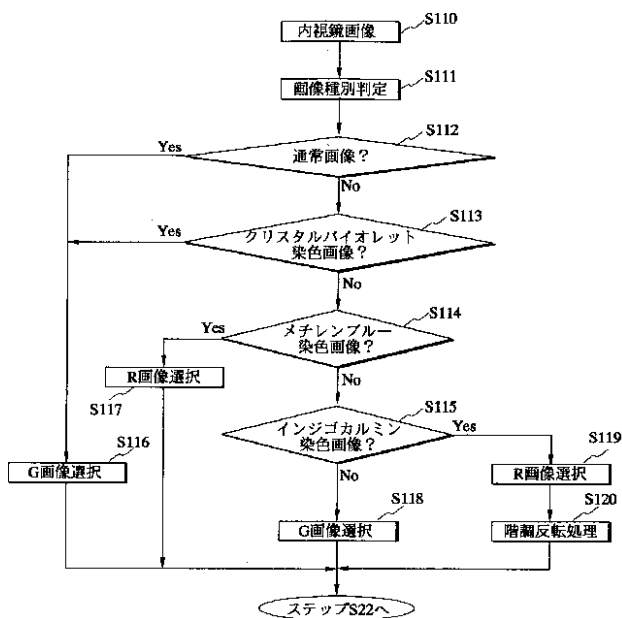 内視鏡画像
S110
画像種別判定
S111
通常画像？
S112
Yes
No
クリスタルバイオレット
染色画像？
S113
Yes
No
メチレンブルー
染色画像？
S114
Yes
No
R画像選択
S117
インジゴカルミン
染色画像？
S115
Yes
No
G画像選択
S116
G画像選択
S118
R画像選択
S119
階調反転処理
S120
ステップS22へ